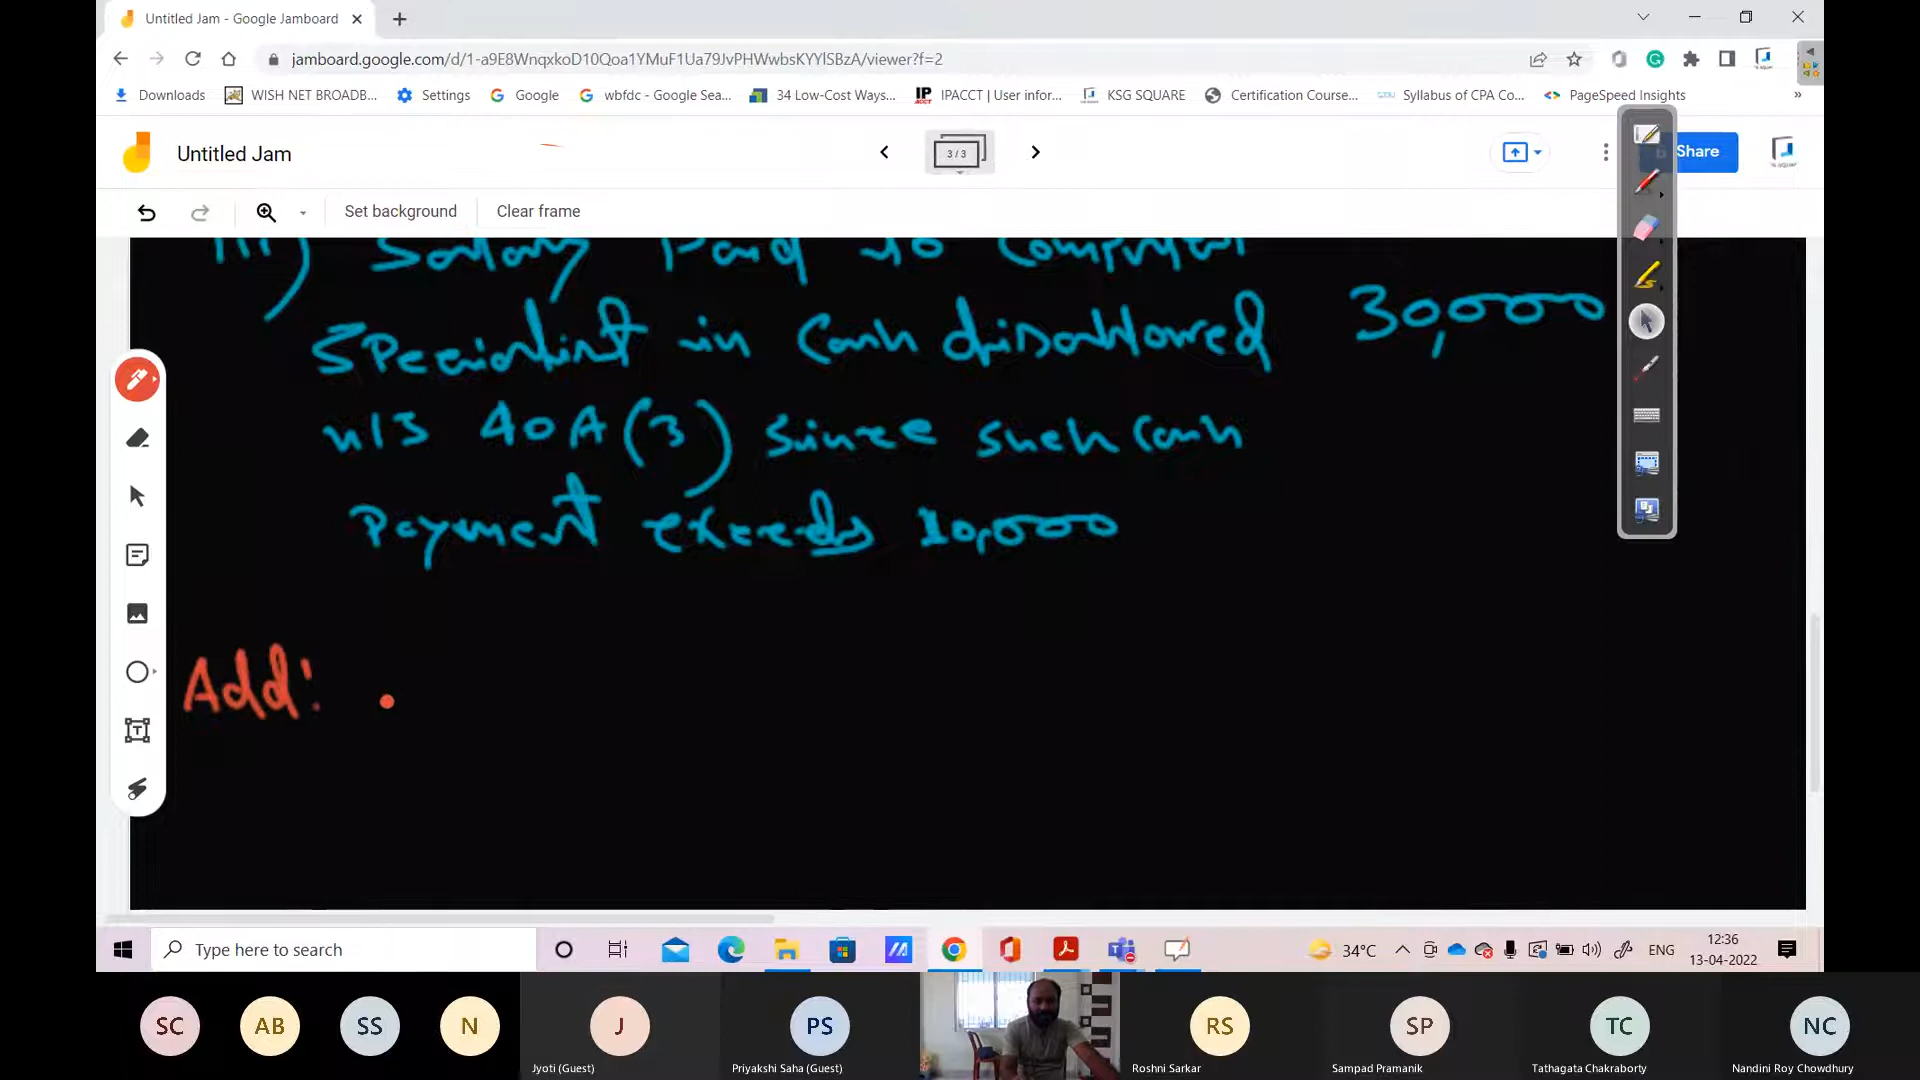 Untitled Jam - Google Jamboard
jamboard.google.com/d/1-a9E8WnqxkoD10Qoa1YMuF1Ua79JvPHWwbsKYYlSBzA/viewer?f=2
Downloads WISH NET BROADB... Settings Google wbfdc - Google Sea... 34 Low-Cost Ways... IP IPACCT | User infor... KSG SQUARE Certification Course... Syllabus of CPA Co... PageSpeed Insights »
Untitled Jam 3 / 3 Share
Set background Clear frame
iii) Salary Paid to Computer
Specialist in Cash disallowed 30,000
u/s 40A(3) since such Cash
Payment exceeds 10,000
Add:
Type here to search
34°C ENG 12:36
13-04-2022
SC AB SS N J PS RS SP TC NC
Jyoti (Guest) Priyakshi Saha (Guest) Roshni Sarkar Sampad Pramanik Tathagata Chakraborty Nandini Roy Chowdhury